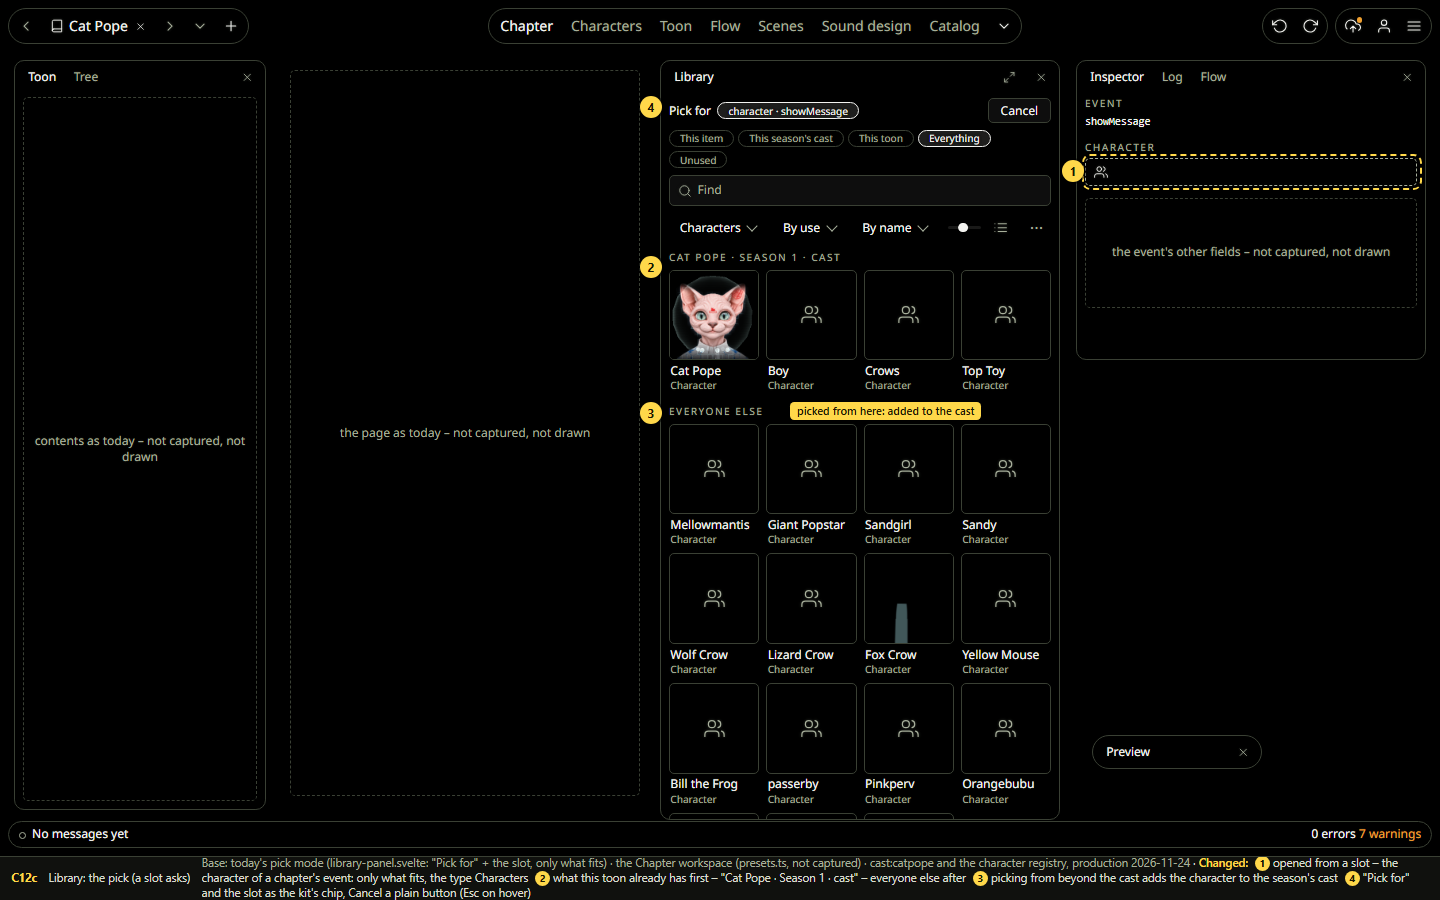 Cat Pope
Chapter Characters Toon Flow Scenes Sound design Catalog
Toon Tree
contents as today – not captured, not
drawn
the page as today – not captured, not drawn
Library
4 Pick for character · showMessage Cancel
This item This season's cast This toon Everything
Unused
Find
Characters By use By name
2 CAT POPE · SEASON 1 · CAST
Cat Pope Boy Crows Top Toy
Character Character Character Character
3 EVERYONE ELSE picked from here: added to the cast
Mellowmantis Giant Popstar Sandgirl Sandy
Character Character Character Character
Wolf Crow Lizard Crow Fox Crow Yellow Mouse
Character Character Character Character
Bill the Frog passerby Pinkperv Orangebubu
Character Character Character Character
Inspector Log Flow
EVENT
showMessage
CHARACTER
1
the event's other fields – not captured, not drawn
Preview
No messages yet 0 errors 7 warnings
C12c Library: the pick (a slot asks)
Base: today's pick mode (library-panel.svelte: "Pick for" + the slot, only what fits) · the Chapter workspace (presets.ts, not captured) · cast:catpope and the character registry, production 2026-11-24 · Changed: 1 opened from a slot – the
character of a chapter's event: only what fits, the type Characters 2 what this toon already has first – "Cat Pope · Season 1 · cast" – everyone else after 3 picking from beyond the cast adds the character to the season's cast 4 "Pick for"
and the slot as the kit's chip, Cancel a plain button (Esc on hover)